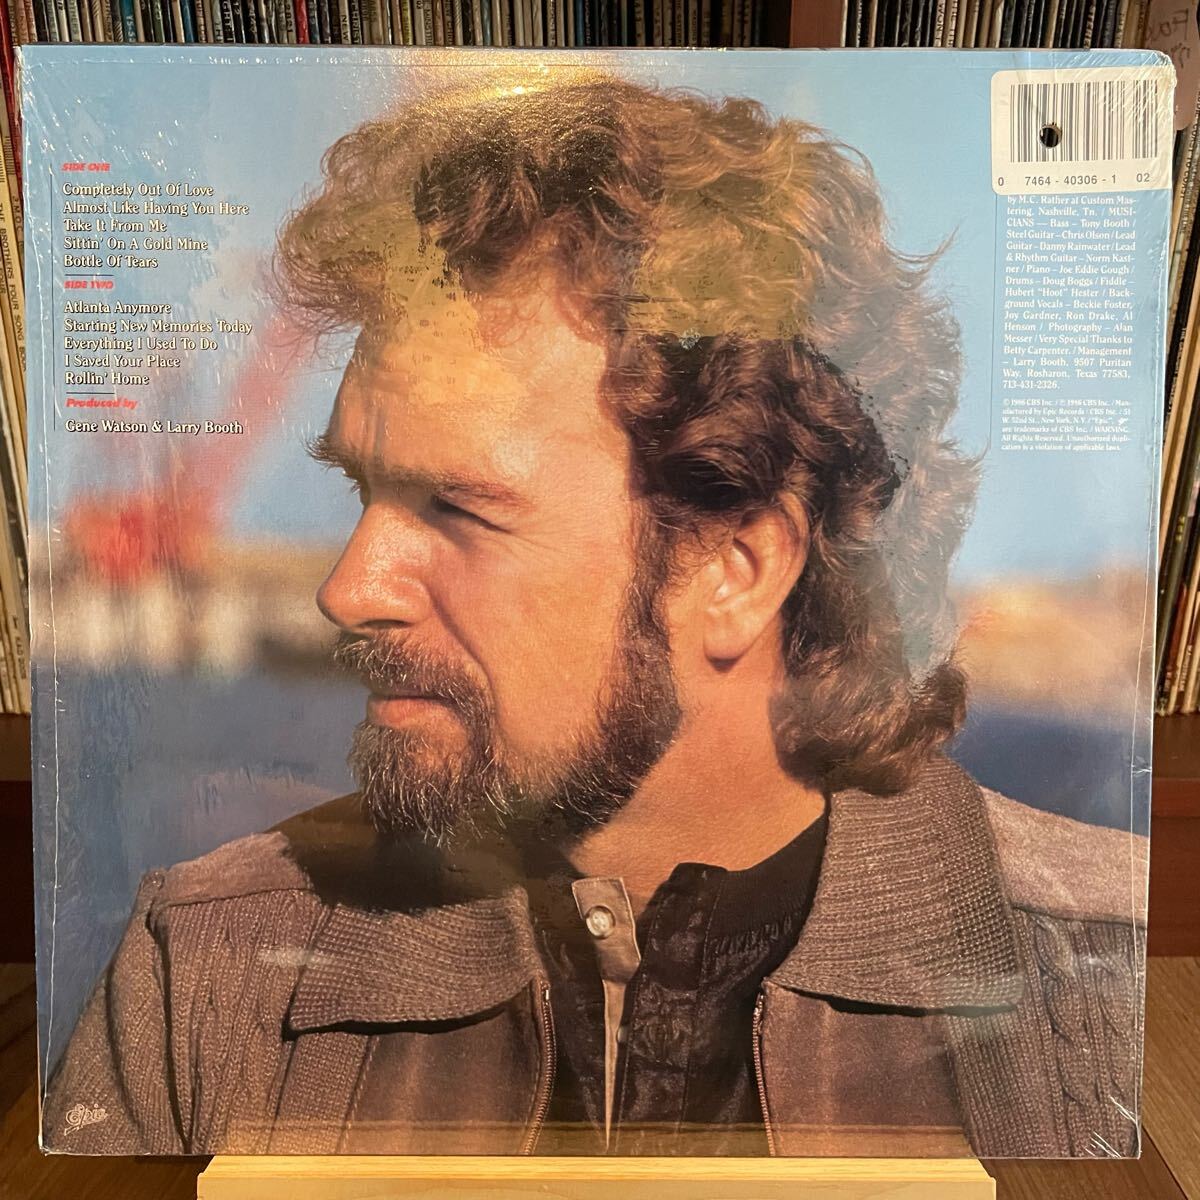 SIDE ONE
Completely Out Of Love
Almost Like Having You Here
Take It From Me
Sittin' On A Gold Mine
Bottle Of Tears
SIDE TWO
Atlanta Anymore
Starting New Memories Today
Everything I Used To Do
I Saved Your Place
Rollin' Home
Produced by
Gene Watson & Larry Booth
0 7464-40306-1 02
by M.C. Rather at Custom Mas-
tering, Nashville, Tn. / MUSI-
CIANS — Bass – Tony Booth /
Steel Guitar – Chris Olson / Lead
Guitar – Danny Rainwater / Lead
& Rhythm Guitar – Norm Kast-
ner / Piano – Joe Eddie Gough /
Drums – Doug Boggs / Fiddle –
Hubert "Hoot" Hester / Back-
ground Vocals – Beckie Foster,
Joy Gardner, Ron Drake, Al
Henson / Photography – Alan
Messer / Very Special Thanks to
Betty Carpenter. / Management
– Larry Booth, 9507 Puritan
Way, Rosharon, Texas 77583,
713-431-2326.
© 1986 CBS Inc. / ℗ 1986 CBS Inc. / Man-
ufactured by Epic Records / CBS Inc. / 51
W. 52nd St., New York, N.Y. / "Epic",
are trademarks of CBS Inc. / WARNING:
All Rights Reserved. Unauthorized dupli-
cation is a violation of applicable laws.
Epic